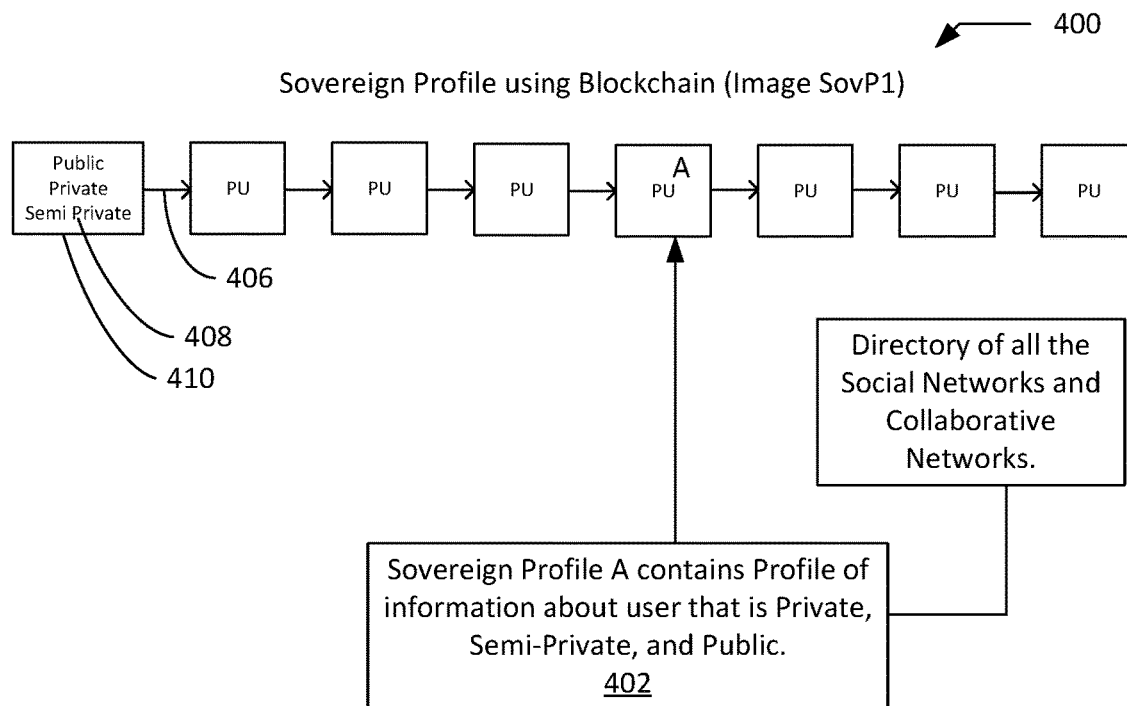 400
Sovereign Profile using Blockchain (Image SovP1)
Public
Private
Semi Private
PU
PU
PU
PU
A
PU
PU
PU
406
408
410
Directory of all the
Social Networks and
Collaborative
Networks.
Sovereign Profile A contains Profile of
information about user that is Private,
Semi-Private, and Public.
402